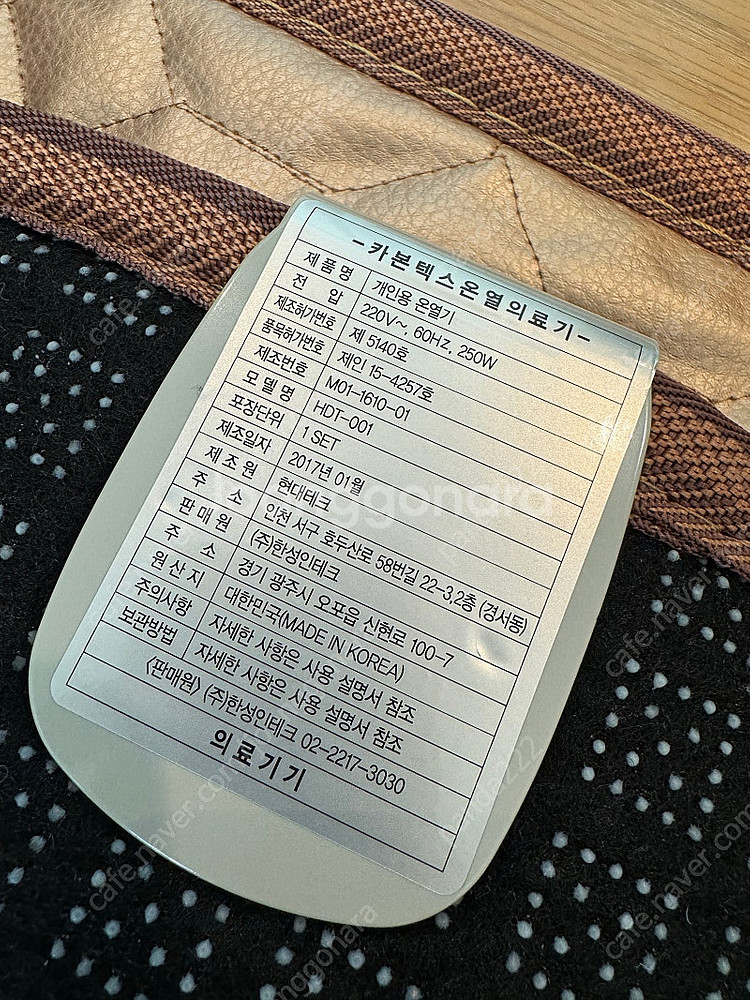 -카본텍스온열의료기-
제품명 개인용 온열기
전압 220V~, 60Hz, 250W
제조허가번호 제 5140호
품목허가번호 제인 15-4257호
제조번호 M01-1610-01
모델명 HDT-001
포장단위 1 SET
제조일자 2017년 01월
제조원 현대테크
주소 인천 서구 호두산로 58번길 22-3,2층 (경서동)
판매원 (주)한성인테크
주소 경기 광주시 오포읍 신현로 100-7
원산지 대한민국(MADE IN KOREA)
주의사항 자세한 사항은 사용 설명서 참조
보관방법 자세한 사항은 사용 설명서 참조
〈판매원〉 (주)한성인테크 02-2217-3030
의료기기